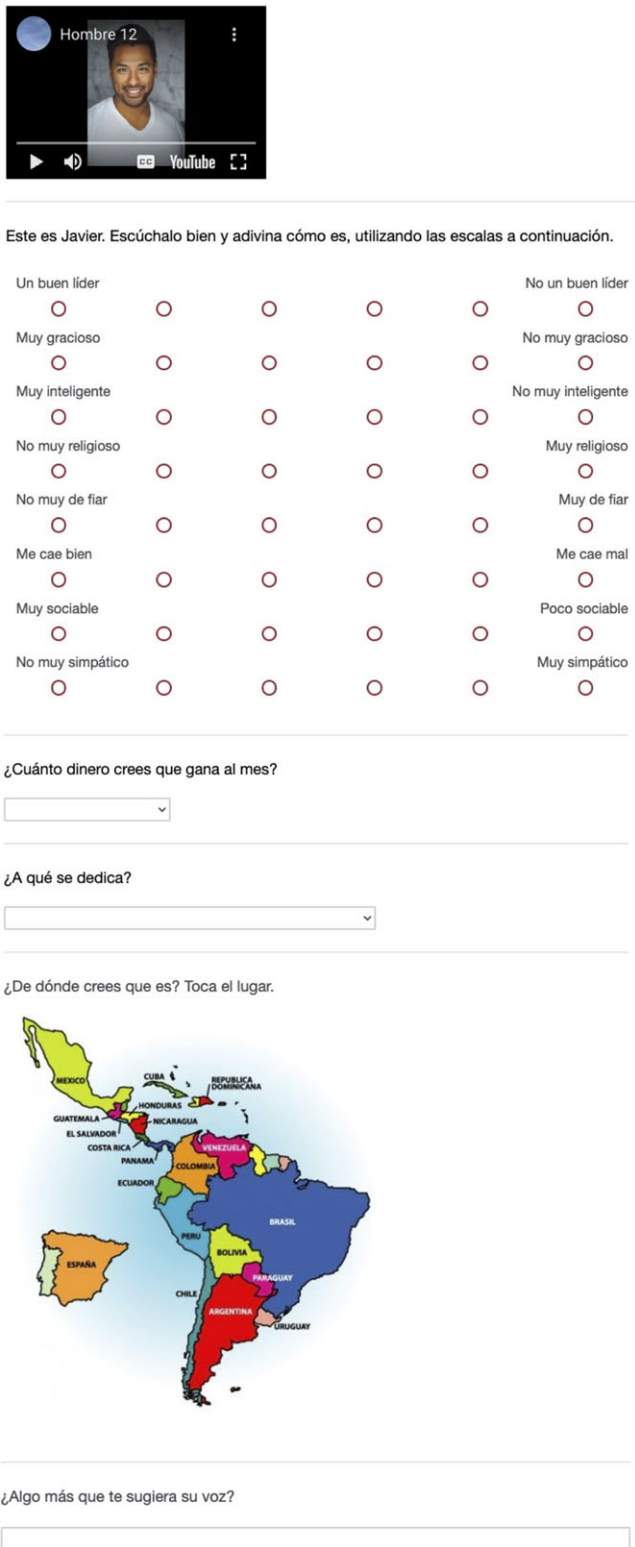 Hombre 12
CC YouTube
Este es Javier. Escúchalo bien y adivina cómo es, utilizando las escalas a continuación.
Un buen líder No un buen líder
Muy gracioso No muy gracioso
Muy inteligente No muy inteligente
No muy religioso Muy religioso
No muy de fiar Muy de fiar
Me cae bien Me cae mal
Muy sociable Poco sociable
No muy simpático Muy simpático
¿Cuánto dinero crees que gana al mes?
¿A qué se dedica?
¿De dónde crees que es? Toca el lugar.
MEXICO
CUBA
REPUBLICA
DOMINICANA
HONDURAS
GUATEMALA
NICARAGUA
EL SALVADOR
COSTA RICA
VENEZUELA
PANAMA
COLOMBIA
ECUADOR
BRASIL
PERU
BOLIVIA
ESPAÑA
PARAGUAY
CHILE
ARGENTINA
URUGUAY
¿Algo más que te sugiera su voz?